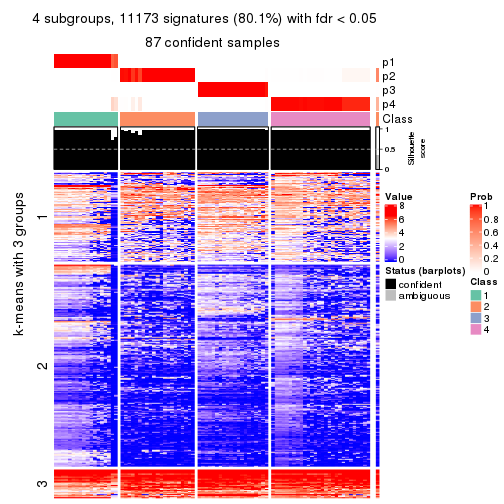 4 subgroups, 11173 signatures (80.1%) with fdr < 0.05
87 confident samples
p1
p2
p3
p4
Class
1
0.5
0
Silhouette
score
k-means with 3 groups
1
2
3
Value
8
6
4
2
0
Status (barplots)
confident
ambiguous
Prob
1
0.8
0.6
0.4
0.2
0
Class
1
2
3
4